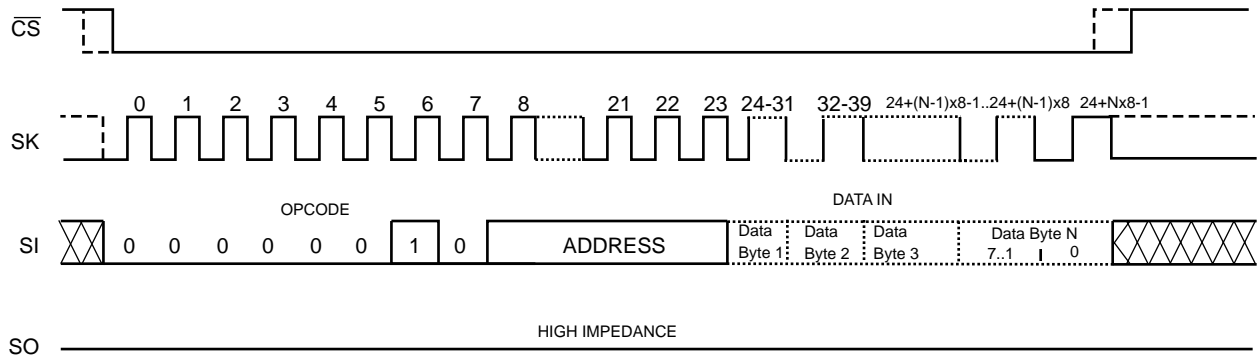 CS
0 1 2 3 4 5 6 7 8 21 22 23 24-31 32-39 24+(N-1)x8-1..24+(N-1)x8 24+Nx8-1
SK
OPCODE
DATA IN
SI
0 0 0 0 0 0 1 0
ADDRESS
Data
Byte 1
Data
Byte 2
Data
Byte 3
Data Byte N
7..1 0
HIGH IMPEDANCE
SO